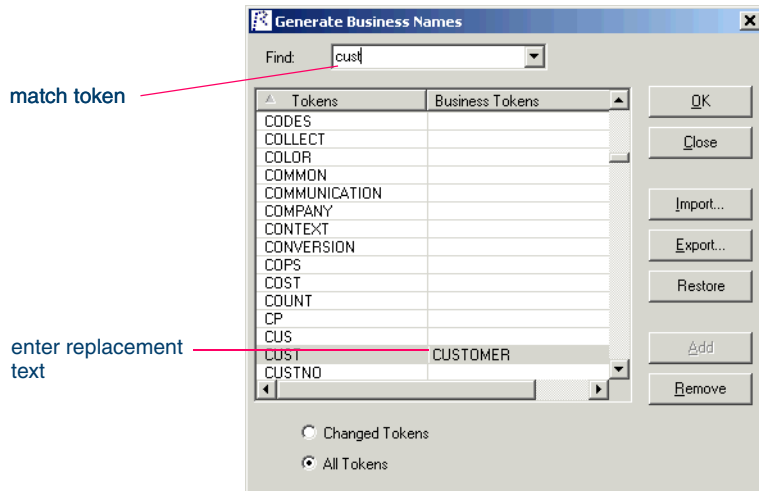 Generate Business Names
Find: cust
match token
Tokens Business Tokens
CODES
COLLECT
COLOR
COMMON
COMMUNICATION
COMPANY
CONTEXT
CONVERSION
COPS
COST
COUNT
CP
CUS
CUST CUSTOMER
CUSTNO
enter replacement
text
OK
Close
Import...
Export...
Restore
Add
Remove
Changed Tokens
All Tokens